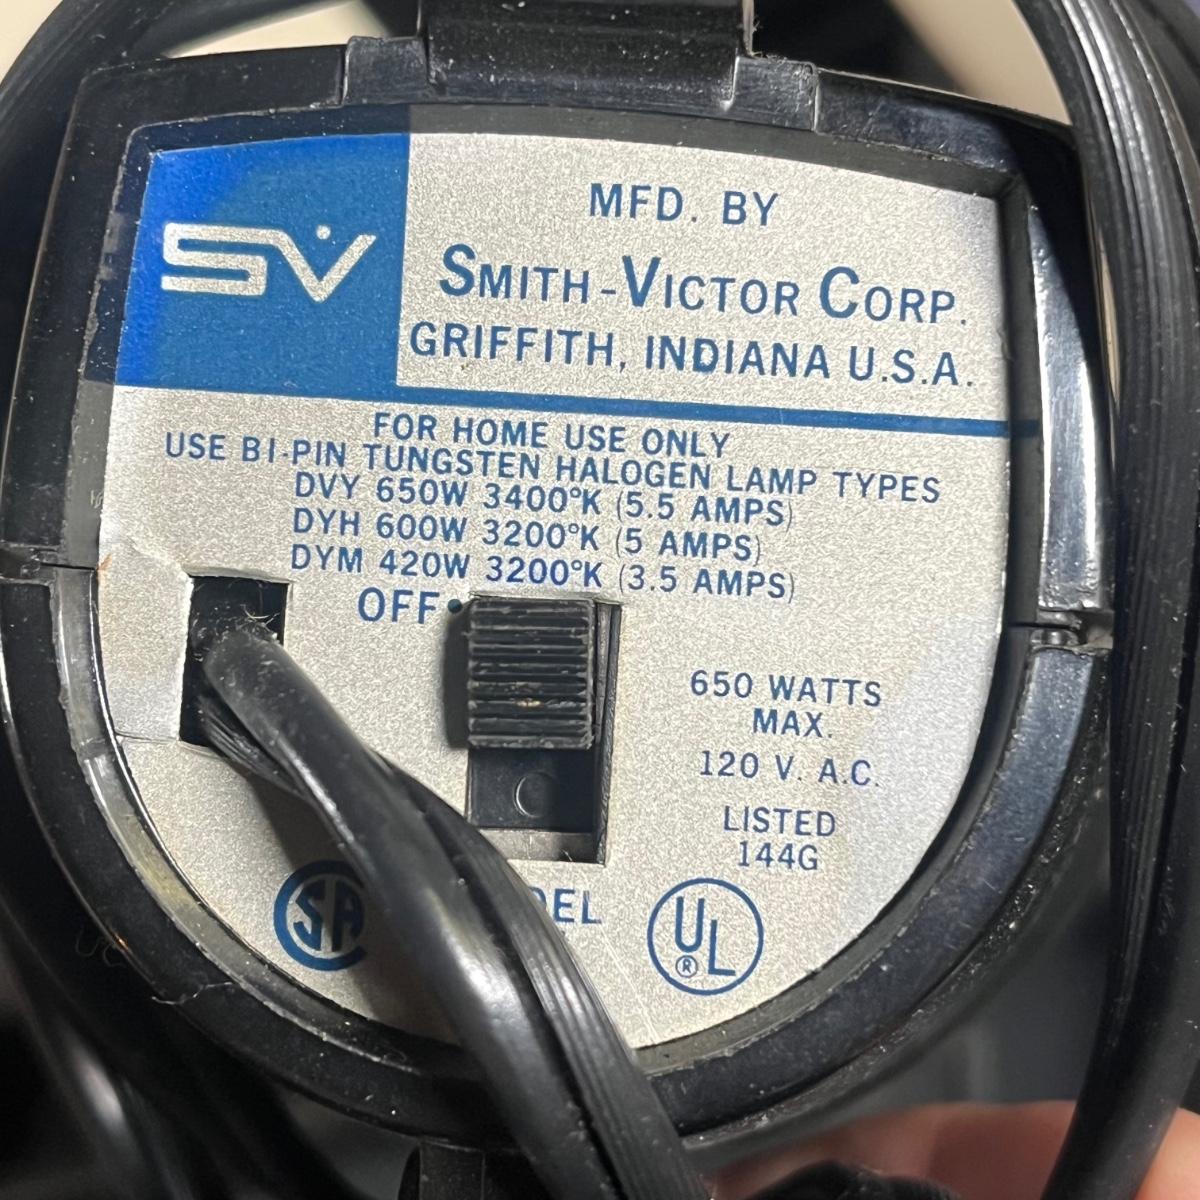 SV
MFD. BY
SMITH-VICTOR CORP.
GRIFFITH, INDIANA U.S.A.
FOR HOME USE ONLY
USE BI-PIN TUNGSTEN HALOGEN LAMP TYPES
DVY 650W 3400°K (5.5 AMPS)
DYH 600W 3200°K (5 AMPS)
DYM 420W 3200°K (3.5 AMPS)
OFF
650 WATTS
MAX.
120 V. A.C.
LISTED
144G
SA
UL
®